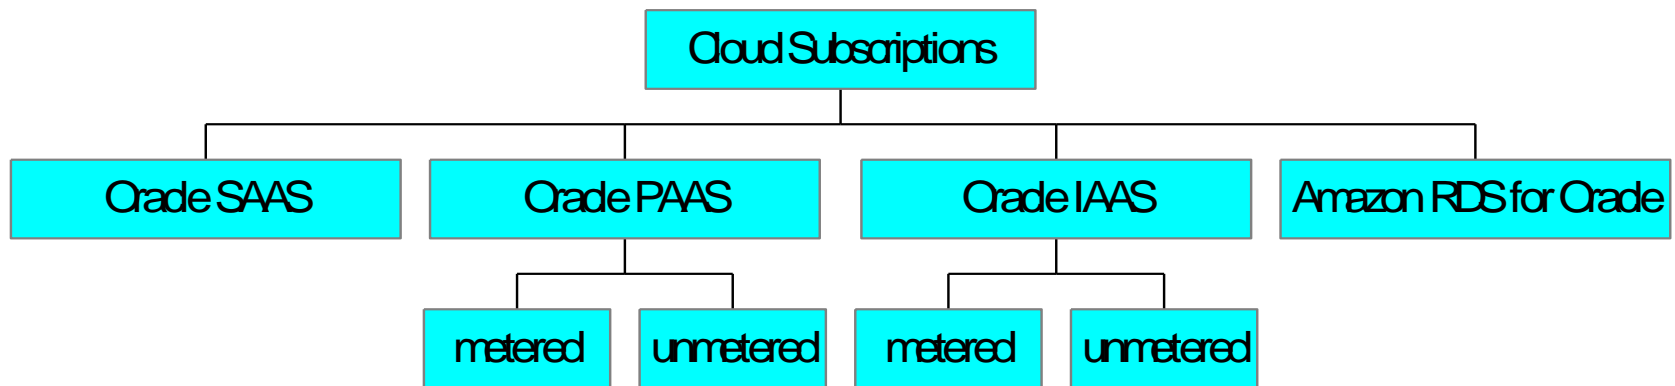 Cloud Subscriptions
Oracle SAAS
Oracle PAAS
Oracle IAAS
Amazon RDS for Oracle
metered
unmetered
metered
unmetered